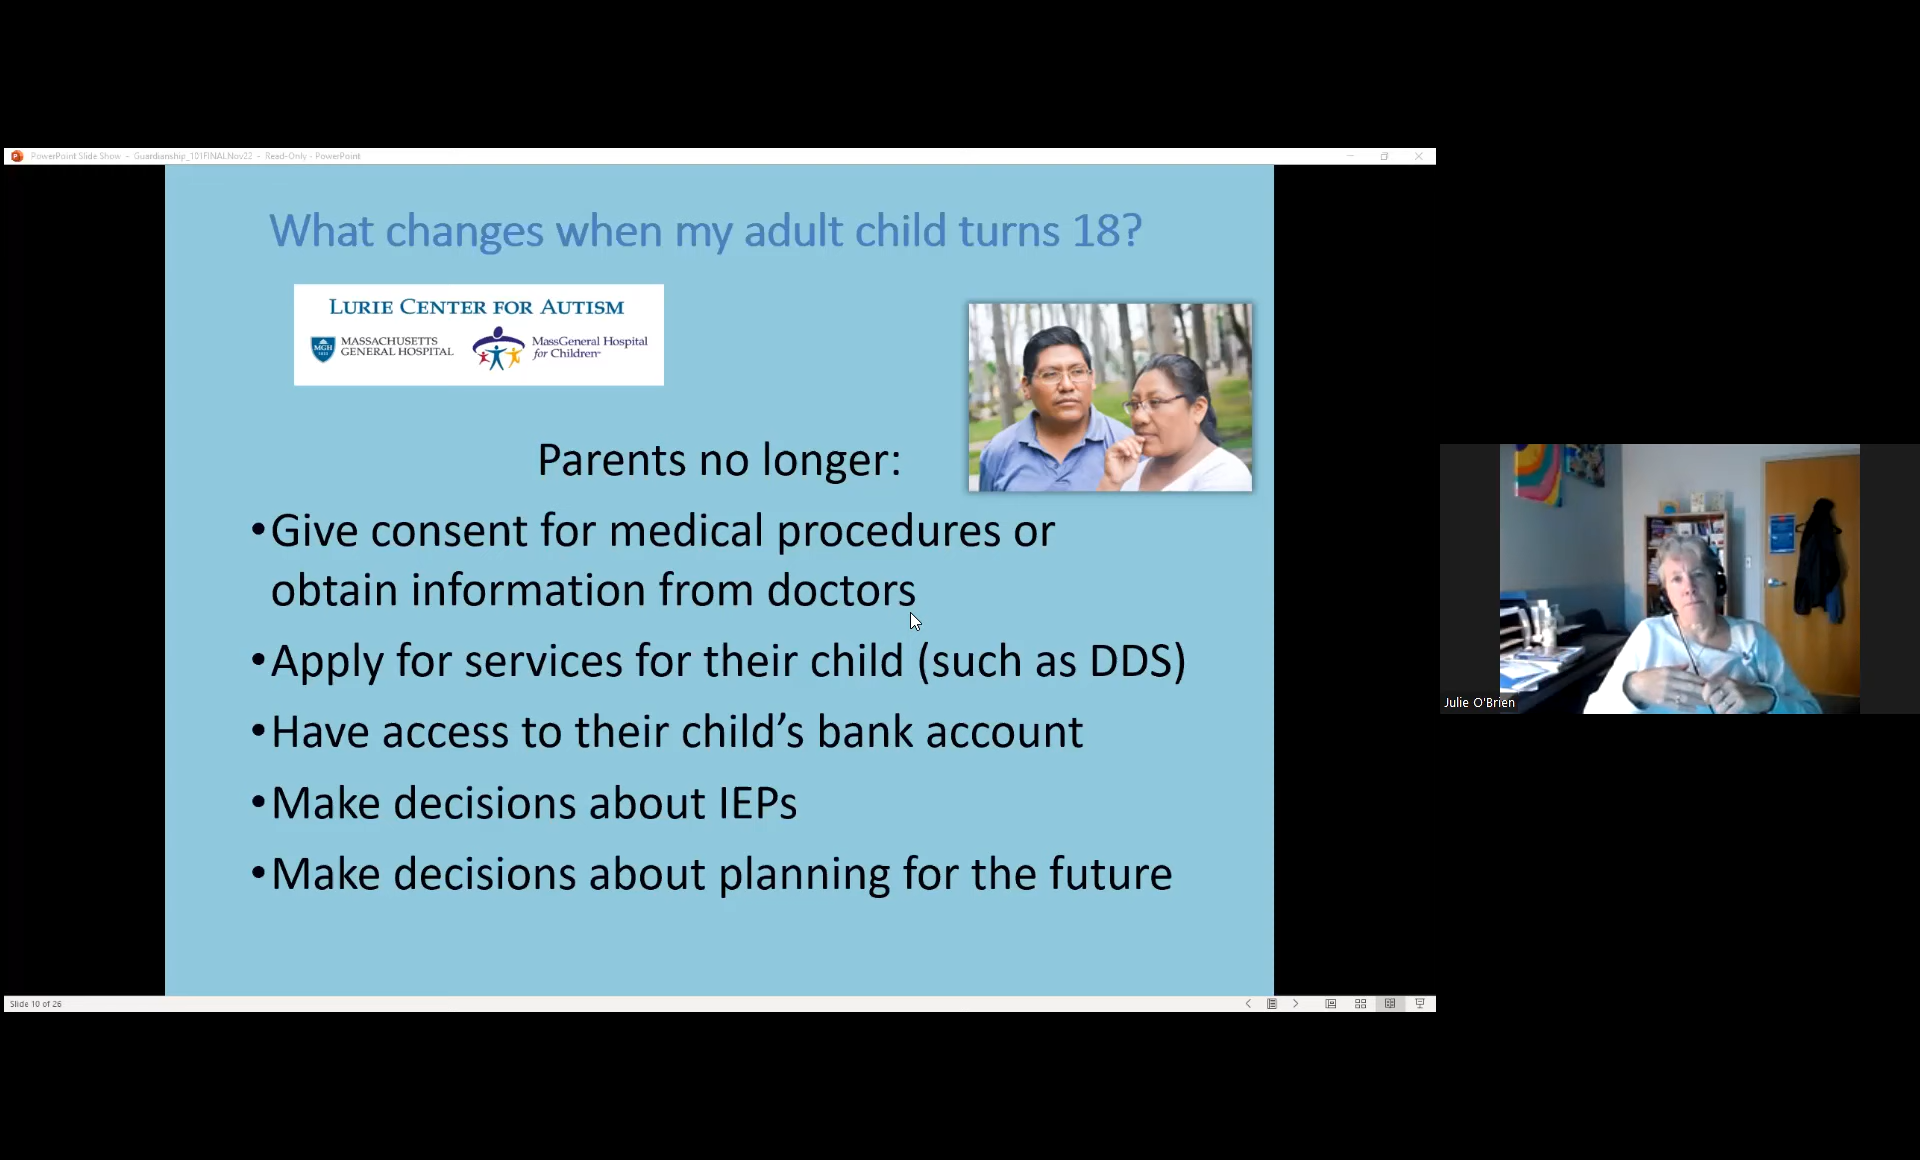 PowerPoint Slide Show - Guardianship_101FINALNov22 - Read-Only - PowerPoint
What changes when my adult child turns 18?
LURIE CENTER FOR AUTISM
MGH
1811
MASSACHUSETTS
GENERAL HOSPITAL
MassGeneral Hospital
for Children
Parents no longer:
•Give consent for medical procedures or
obtain information from doctors
•Apply for services for their child (such as DDS)
•Have access to their child’s bank account
•Make decisions about IEPs
•Make decisions about planning for the future
Julie O'Brien
Slide 10 of 26